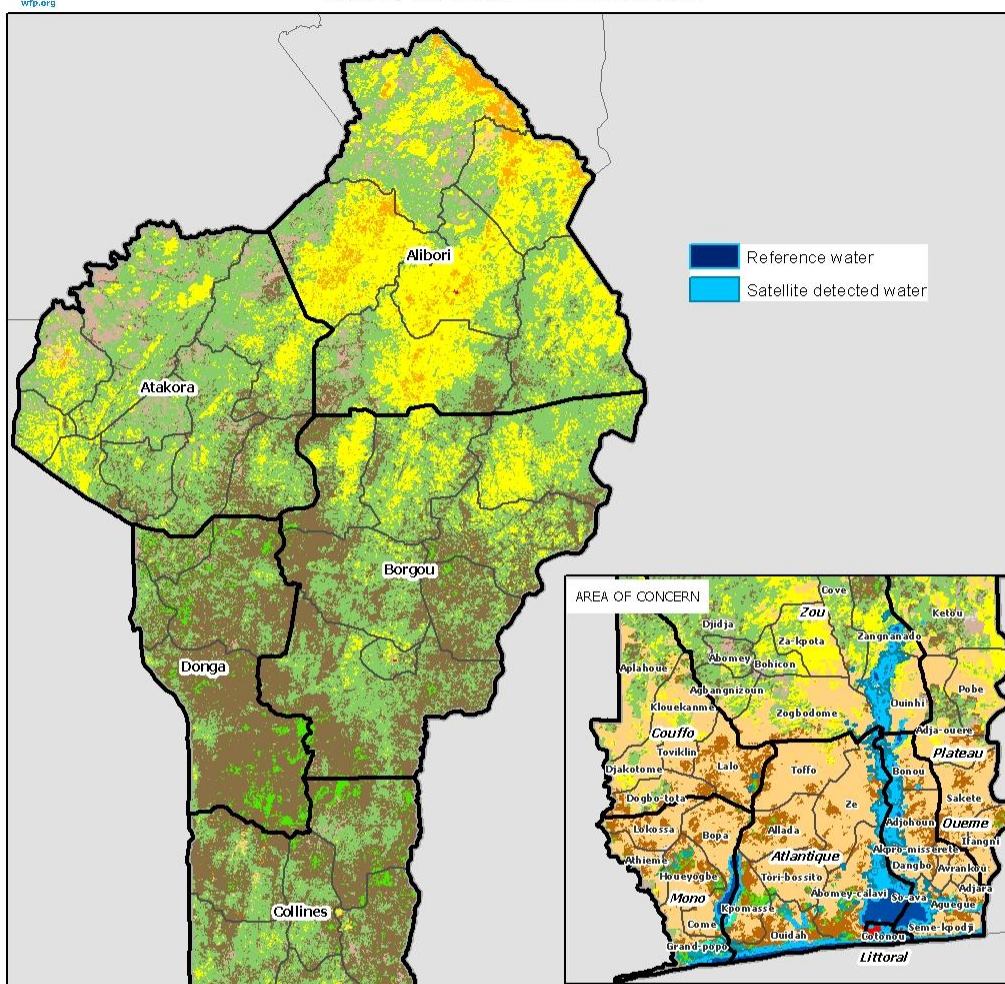 wfp.org
Alibori
Reference water
Satellite detected water
Atakora
Borgou
Donga
Collines
AREA OF CONCERN
Cove
Zou
Ketou
Djidja
Za-kpota
Zangnanado
Abomey
Bohicon
Aplahoue
Agbangnizoun
Pobe
Klouekanme
Zogbodome
Ouinhi
Couffo
Adja-ouere
Toviklin
Plateau
Lalo
Toffo
Bonou
Djakotome
Dogbo-tota
Ze
Sakete
Lokossa
Bopa
Allada
Adjohoun
Oueme
Ifangni
Athieme
Atlantique
Akpro-misserete
Houeyogbe
Tori-bossito
Dangbo
Avrankou
Mono
Abomey-calavi
So-ava
Adjara
Kpomasse
Aguegue
Come
Ouidah
Cotonou
Seme-kpodji
Grand-popo
Littoral